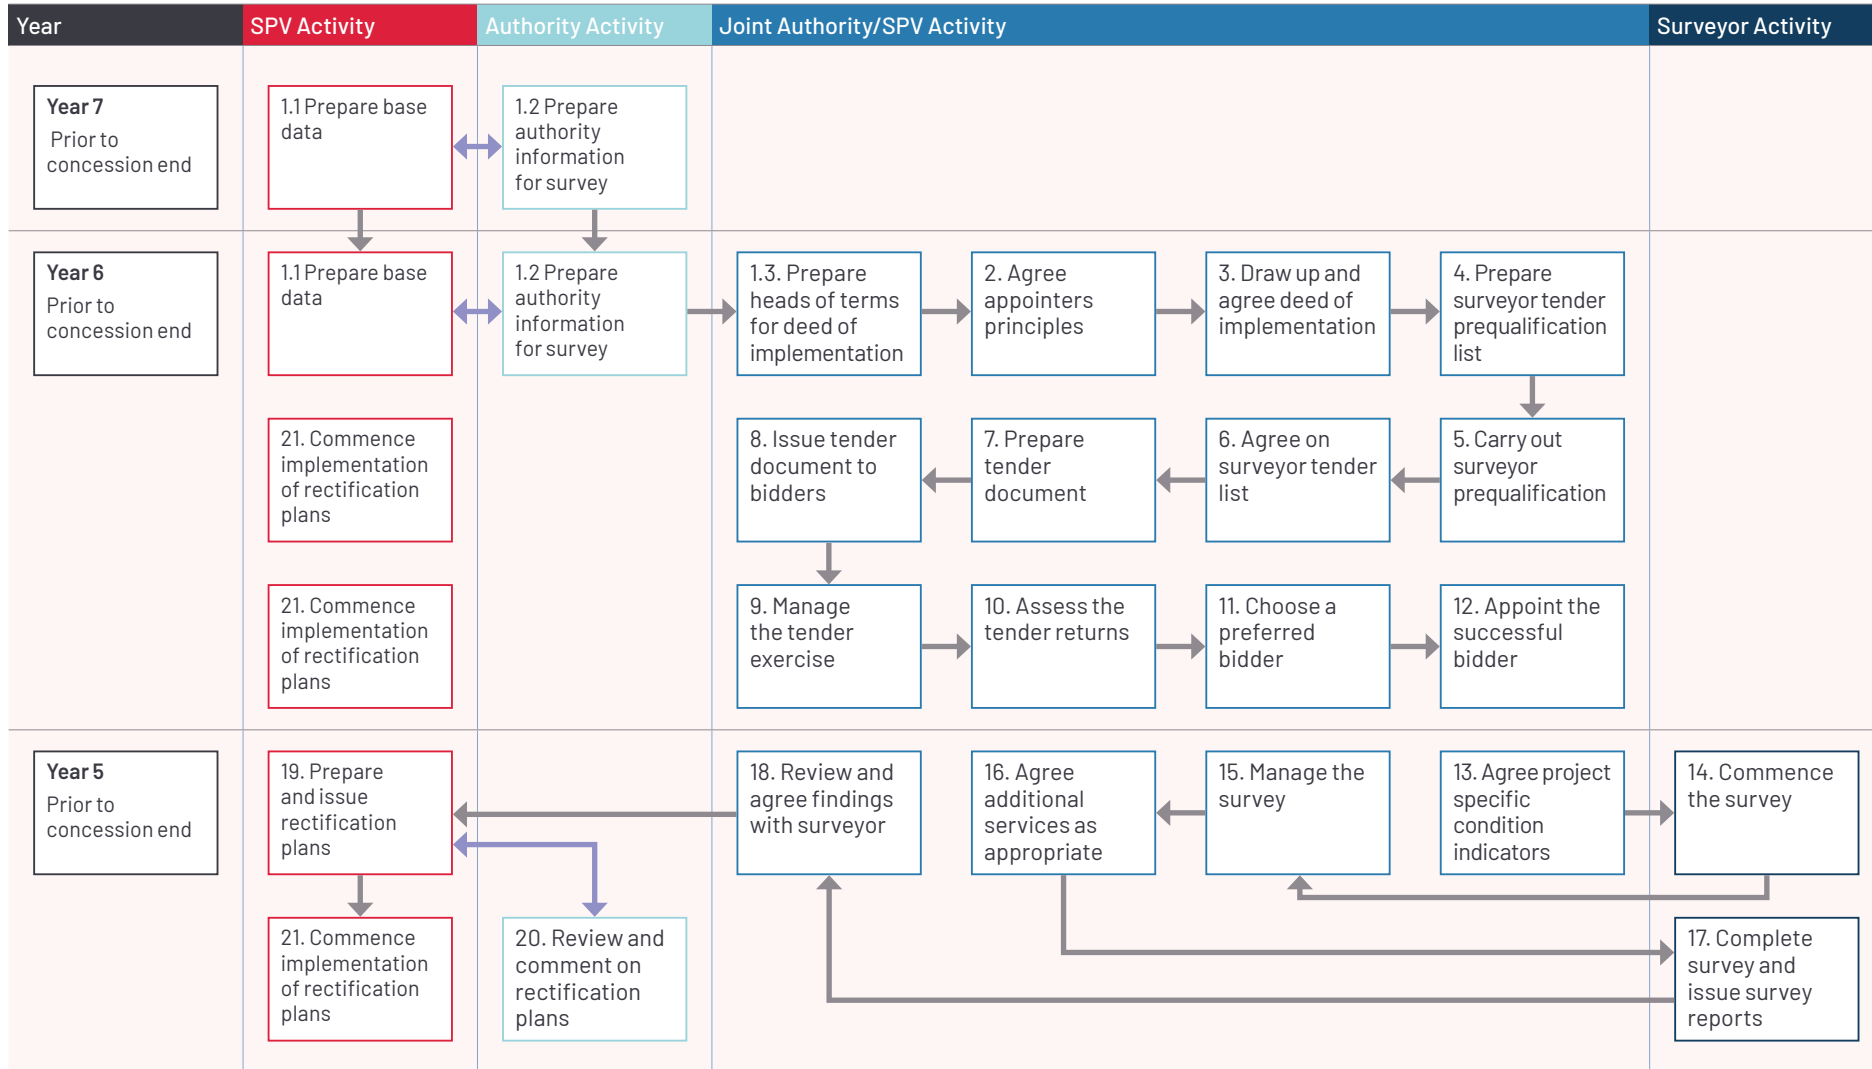 Year
SPV Activity
Authority Activity
Joint Authority/SPV Activity
Surveyor Activity
Year 7
Prior to
concession end
1.1 Prepare base
data
1.2 Prepare
authority
information
for survey
Year 6
Prior to
concession end
1.1 Prepare base
data
1.2 Prepare
authority
information
for survey
1.3. Prepare
heads of terms
for deed of
implementation
2. Agree
appointers
principles
3. Draw up and
agree deed of
implementation
4. Prepare
surveyor tender
prequalification
list
21. Commence
implementation
of rectification
plans
8. Issue tender
document to
bidders
7. Prepare
tender
document
6. Agree on
surveyor tender
list
5. Carry out
surveyor
prequalification
21. Commence
implementation
of rectification
plans
9. Manage
the tender
exercise
10. Assess the
tender returns
11. Choose a
preferred
bidder
12. Appoint the
successful
bidder
Year 5
Prior to
concession end
19. Prepare
and issue
rectification
plans
18. Review and
agree findings
with surveyor
16. Agree
additional
services as
appropriate
15. Manage the
survey
13. Agree project
specific
condition
indicators
14. Commence
the survey
21. Commence
implementation
of rectification
plans
20. Review and
comment on
rectification
plans
17. Complete
survey and
issue survey
reports